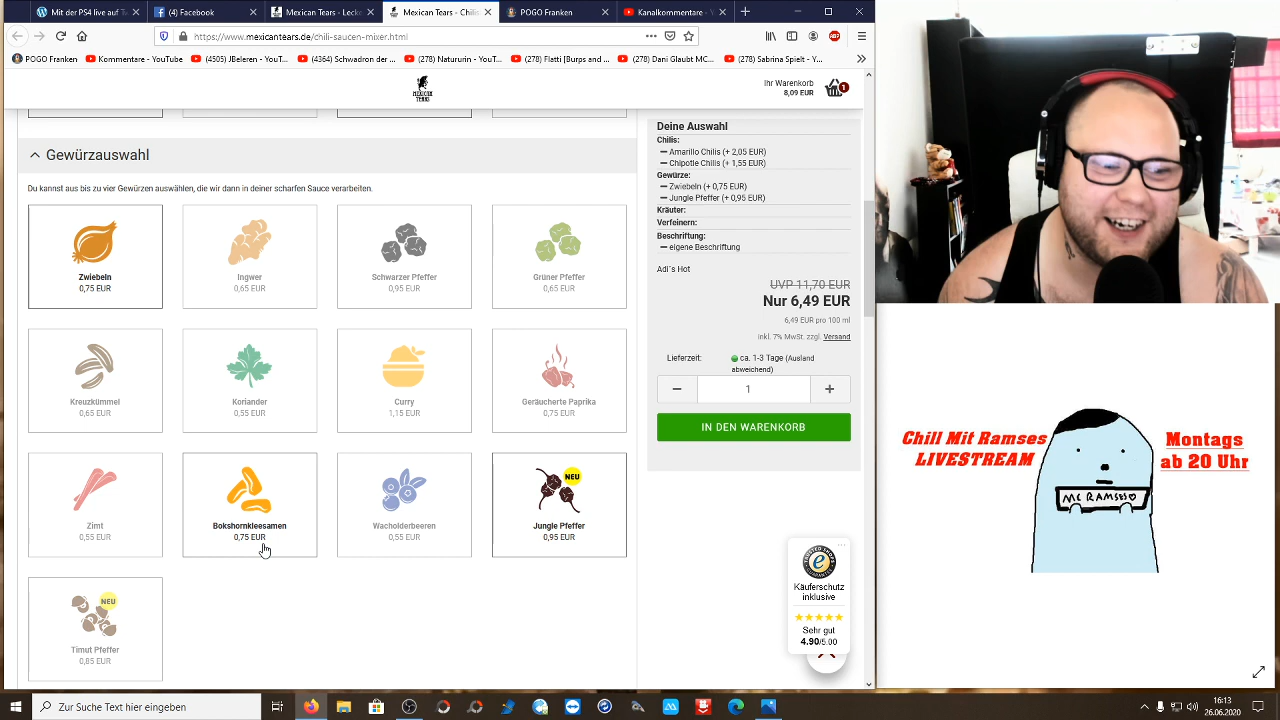 Mit der PS4 live auf
(4) Facebook
Mexican Tears - Lecke
Mexican Tears - Chilis
POGO Franken
Kanalkommentare - Y
https://www.mexicantears.de/chili-saucen-mixer.html
POGO Franken
Kommentare - YouTube
(4505) JBeleren - YouT...
(4364) Schwadron der ...
(278) Naturunri - YouT...
(278) Flatti [Burps and ...
(278) Dani Glaubt MC...
(278) Sabrina Spielt - Y...
MEXICAN
TEARS
Ihr Warenkorb
8,09 EUR
1
Gewürzauswahl
Du kannst aus bis zu vier Gewürzen auswählen, die wir dann in deiner scharfen Sauce verarbeiten.
Zwiebeln
0,75 EUR
Ingwer
0,65 EUR
Schwarzer Pfeffer
0,95 EUR
Grüner Pfeffer
0,65 EUR
Kreuzkümmel
0,65 EUR
Koriander
0,55 EUR
Curry
1,15 EUR
Geräucherte Paprika
0,75 EUR
Zimt
0,55 EUR
Bokshornkleesamen
0,75 EUR
Wacholderbeeren
0,55 EUR
NEU
Jungle Pfeffer
0,95 EUR
NEU
Timut Pfeffer
0,85 EUR
Deine Auswahl
Chilis:
Amarillo Chilis (+ 2,05 EUR)
Chipotle Chilis (+ 1,55 EUR)
Gewürze:
Zwiebeln (+ 0,75 EUR)
Jungle Pfeffer (+ 0,95 EUR)
Kräuter:
Verfeinern:
Beschriftung:
eigene Beschriftung
Adi´s Hot
UVP 11,70 EUR
Nur 6,49 EUR
6,49 EUR pro 100 ml
inkl. 7% MwSt. zzgl. Versand
Lieferzeit: ca. 1-3 Tage (Ausland
abweichend)
− 1 +
IN DEN WARENKORB
Käuferschutz
inklusive
Sehr gut
4.90/5.00
Chill Mit Ramses
LIVESTREAM
MC RAMSES♡
Montags
ab 20 Uhr
Zur Suche Text hier eingeben
16:13
26.06.2020